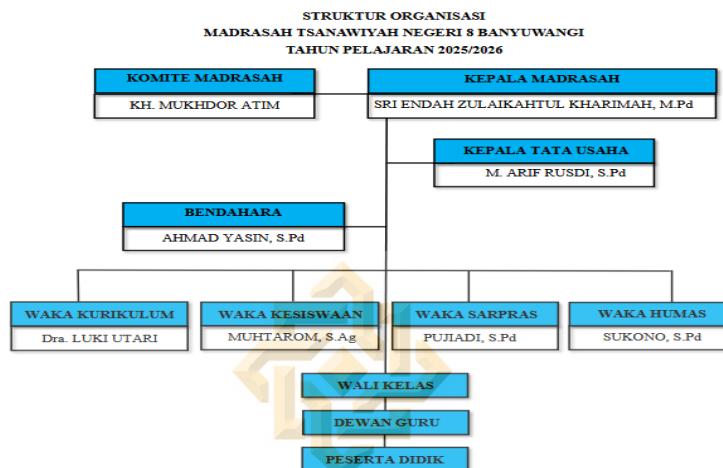 STRUKTUR ORGANISASI
MADRASAH TSANAWIYAH NEGERI 8 BANYUWANGI
TAHUN PELAJARAN 2025/2026
KOMITE MADRASAH
KH. MUKHDOR ATIM
KEPALA MADRASAH
SRI ENDAH ZULAIKAHTUL KHARIMAH, M.Pd
KEPALA TATA USAHA
M. ARIF RUSDI, S.Pd
BENDAHARA
AHMAD YASIN, S.Pd
WAKA KURIKULUM
Dra. LUKI UTARI
WAKA KESISWAAN
MUHTAROM, S.Ag
WAKA SARPRAS
PUJIADI, S.Pd
WAKA HUMAS
SUKONO, S.Pd
WALI KELAS
DEWAN GURU
PESERTA DIDIK